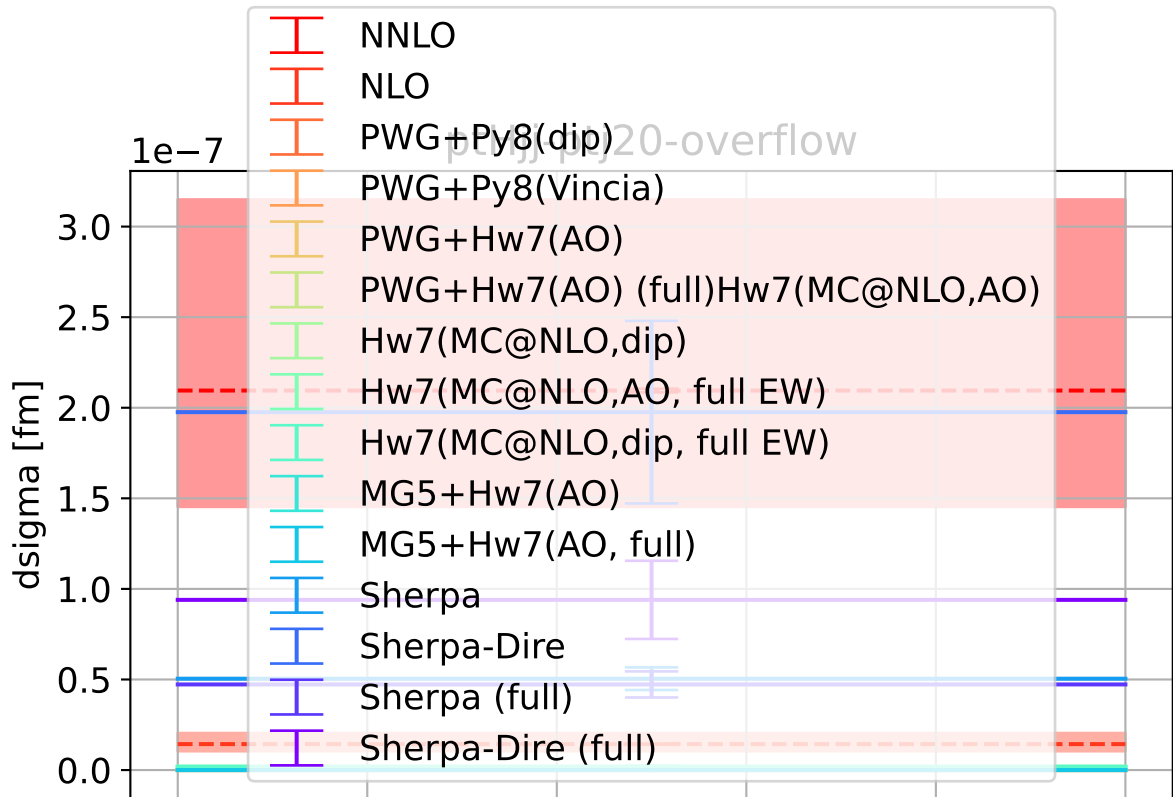 NNLO
NLO
PWG+Py8(dip)
ptHjj-ptj20-overflow
1e−7
PWG+Py8(Vincia)
3.0
PWG+Hw7(AO)
PWG+Hw7(AO) (full)Hw7(MC@NLO,AO)
2.5
Hw7(MC@NLO,dip)
Hw7(MC@NLO,AO, full EW)
2.0
Hw7(MC@NLO,dip, full EW)
dsigma [fm]
1.5
MG5+Hw7(AO)
MG5+Hw7(AO, full)
1.0
Sherpa
Sherpa-Dire
0.5
Sherpa (full)
Sherpa-Dire (full)
0.0